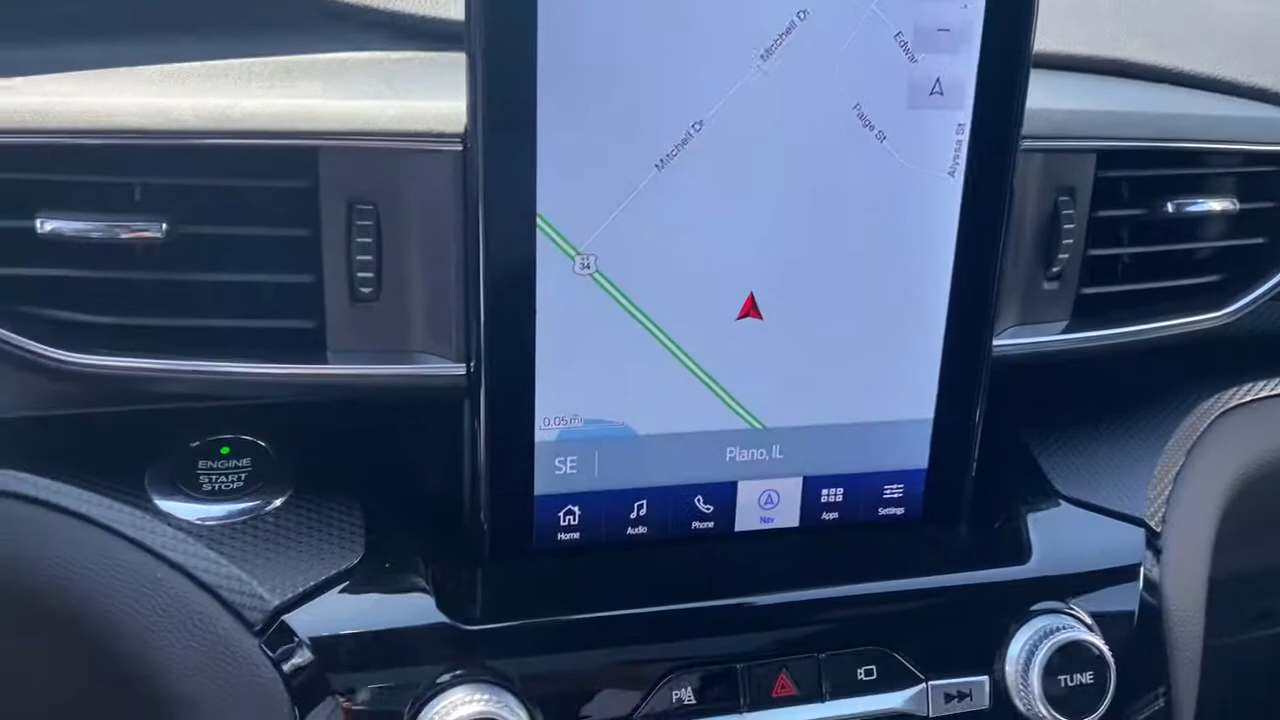 Mitchell Dr
Edwar
Mitchell Dr
Paige St
Alyssa St
34
0.05 mi
SE
Plano, IL
Home
Audio
Phone
Nav
Apps
Settings
ENGINE
START
STOP
P
TUNE